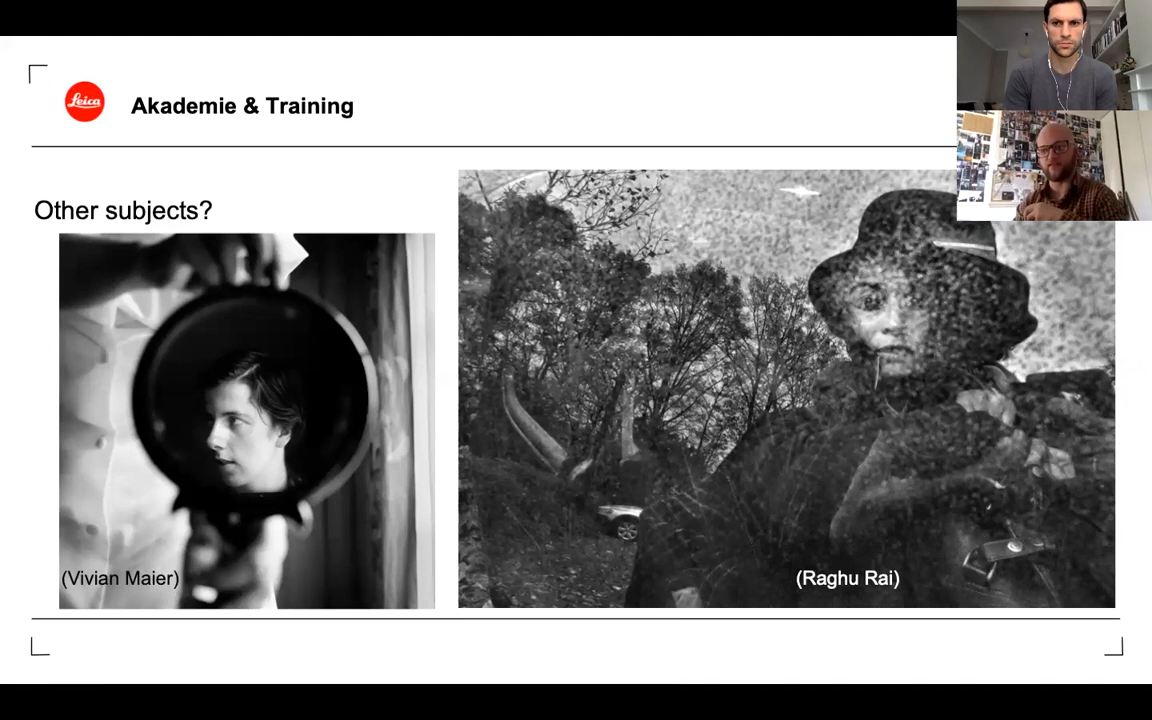 Leica
Akademie & Training
Other subjects?
(Vivian Maier)
(Raghu Rai)